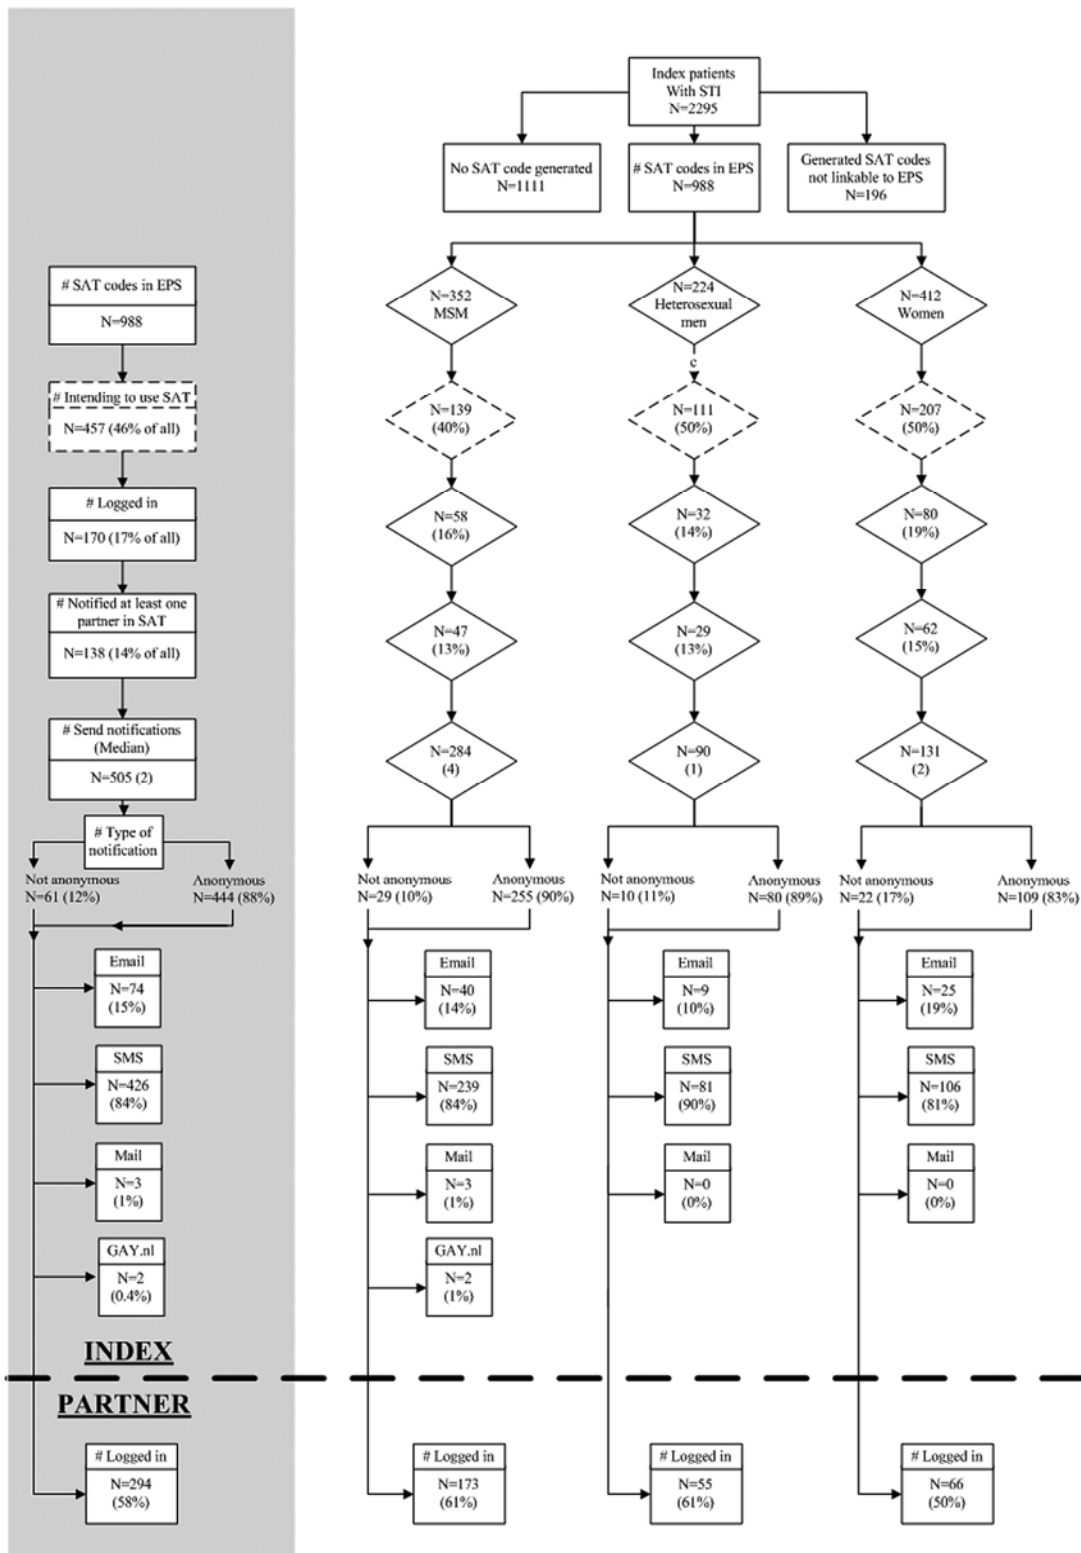 Index patients
With STI
N=2295
No SAT code generated
N=1111
# SAT codes in EPS
N=988
Generated SAT codes
not linkable to EPS
N=196
# SAT codes in EPS
N=988
N=352
MSM
N=224
Heterosexual
men
N=412
Women
c
# Intending to use SAT
N=457 (46% of all)
N=139
(40%)
N=111
(50%)
N=207
(50%)
# Logged in
N=170 (17% of all)
N=58
(16%)
N=32
(14%)
N=80
(19%)
# Notified at least one
partner in SAT
N=138 (14% of all)
N=47
(13%)
N=29
(13%)
N=62
(15%)
# Send notifications
(Median)
N=505 (2)
N=284
(4)
N=90
(1)
N=131
(2)
# Type of
notification
Not anonymous
N=61 (12%)
Anonymous
N=444 (88%)
Not anonymous
N=29 (10%)
Anonymous
N=255 (90%)
Not anonymous
N=10 (11%)
Anonymous
N=80 (89%)
Not anonymous
N=22 (17%)
Anonymous
N=109 (83%)
Email
N=74
(15%)
Email
N=40
(14%)
Email
N=9
(10%)
Email
N=25
(19%)
SMS
N=426
(84%)
SMS
N=239
(84%)
SMS
N=81
(90%)
SMS
N=106
(81%)
Mail
N=3
(1%)
Mail
N=3
(1%)
Mail
N=0
(0%)
Mail
N=0
(0%)
GAY.nl
N=2
(0.4%)
GAY.nl
N=2
(1%)
INDEX
PARTNER
# Logged in
N=294
(58%)
# Logged in
N=173
(61%)
# Logged in
N=55
(61%)
# Logged in
N=66
(50%)